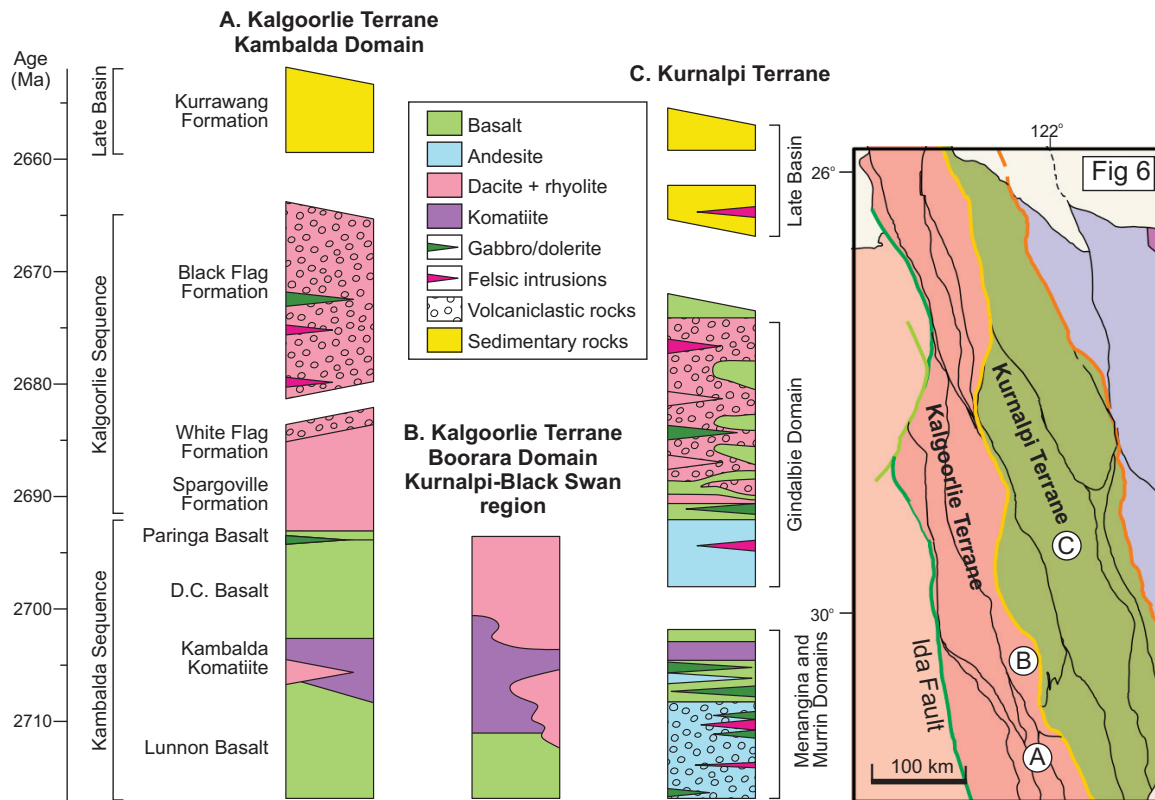 A. Kalgoorlie Terrane
Kambalda Domain
Age
(Ma)
2660
2670
2680
2690
2700
2710
Late Basin
Kalgoorlie Sequence
Kambalda Sequence
Kurrawang
Formation
Black Flag
Formation
White Flag
Formation
Spargoville
Formation
Paringa Basalt
D.C. Basalt
Kambalda
Komatiite
Lunnon Basalt
Basalt
Andesite
Dacite + rhyolite
Komatiite
Gabbro/dolerite
Felsic intrusions
Volcaniclastic rocks
Sedimentary rocks
B. Kalgoorlie Terrane
Boorara Domain
Kurnalpi-Black Swan
region
C. Kurnalpi Terrane
Late Basin
Gindalbie Domain
Menangina and
Murrin Domains
122°
26°
30°
Fig 6
Kalgoorlie Terrane
Kurnalpi Terrane
Ida Fault
C
B
A
100 km